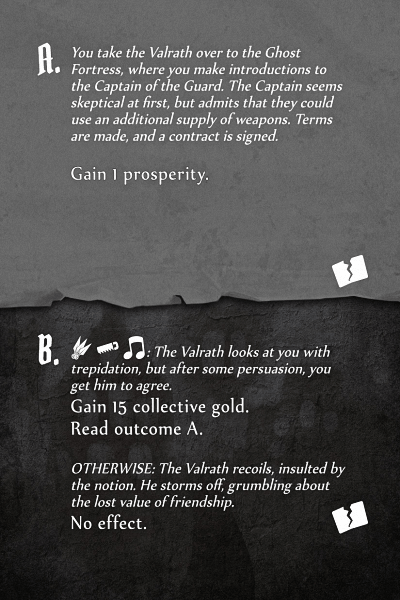 A.
You take the Valrath over to the Ghost
Fortress, where you make introductions to
the Captain of the Guard. The Captain seems
skeptical at first, but admits that they could
use an additional supply of weapons. Terms
are made, and a contract is signed.
Gain 1 prosperity.
B.
: The Valrath looks at you with
trepidation, but after some persuasion, you
get him to agree.
Gain 15 collective gold.
Read outcome A.
OTHERWISE: The Valrath recoils, insulted by
the notion. He storms off, grumbling about
the lost value of friendship.
No effect.